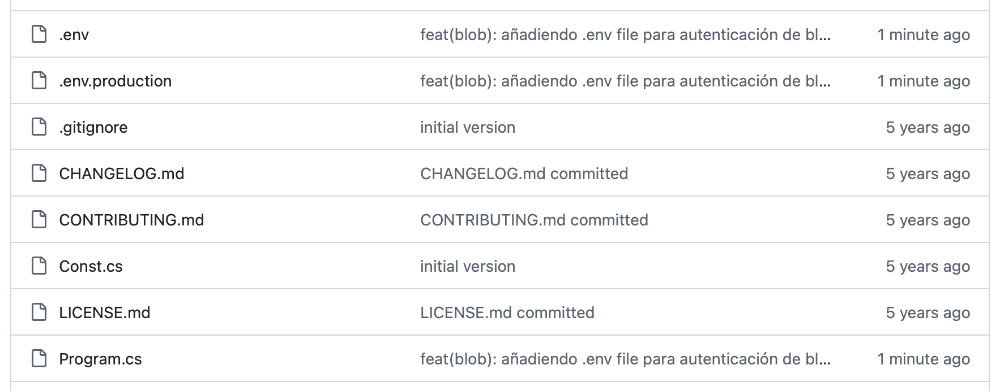 .env feat(blob): añadiendo .env file para autenticación de bl... 1 minute ago
.env.production feat(blob): añadiendo .env file para autenticación de bl... 1 minute ago
.gitignore initial version 5 years ago
CHANGELOG.md CHANGELOG.md committed 5 years ago
CONTRIBUTING.md CONTRIBUTING.md committed 5 years ago
Const.cs initial version 5 years ago
LICENSE.md LICENSE.md committed 5 years ago
Program.cs feat(blob): añadiendo .env file para autenticación de bl... 1 minute ago